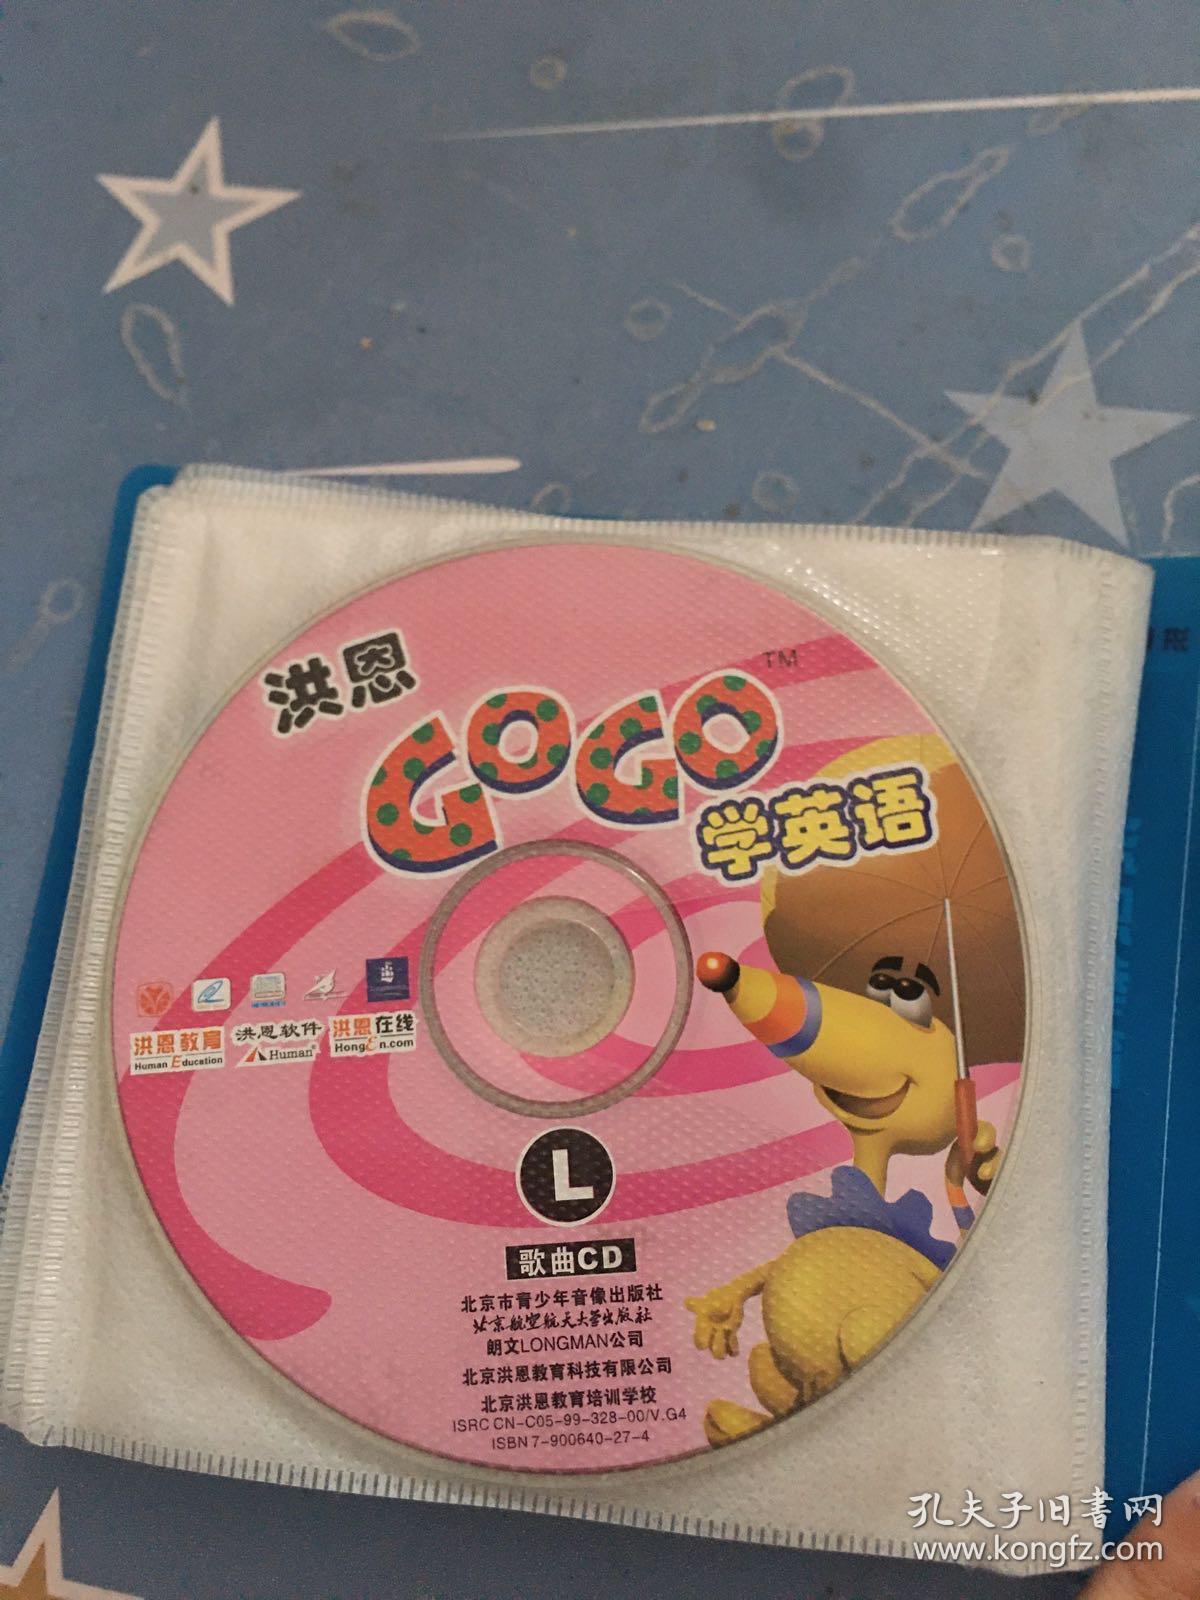 洪恩
GOGO TM
学英语
洪恩教育
Human Education
洪恩软件
Human®
洪恩在线
HongEn.com
L
歌曲CD
北京市青少年音像出版社
北京航空航天大学出版社
朗文LONGMAN公司
北京洪恩教育科技有限公司
北京洪恩教育培训学校
ISRC CN-C05-99-328-00/V.G4
ISBN 7-900640-27-4
孔夫子旧书网
www.kongfz.com